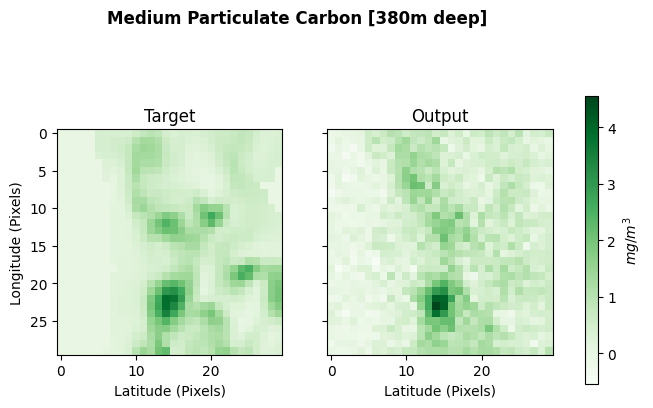 Medium Particulate Carbon [380m deep]
Target
Output
0
5
10
15
20
25
Longitude (Pixels)
0
10
20
Latitude (Pixels)
0
10
20
Latitude (Pixels)
4
3
2
1
0
mg/m³